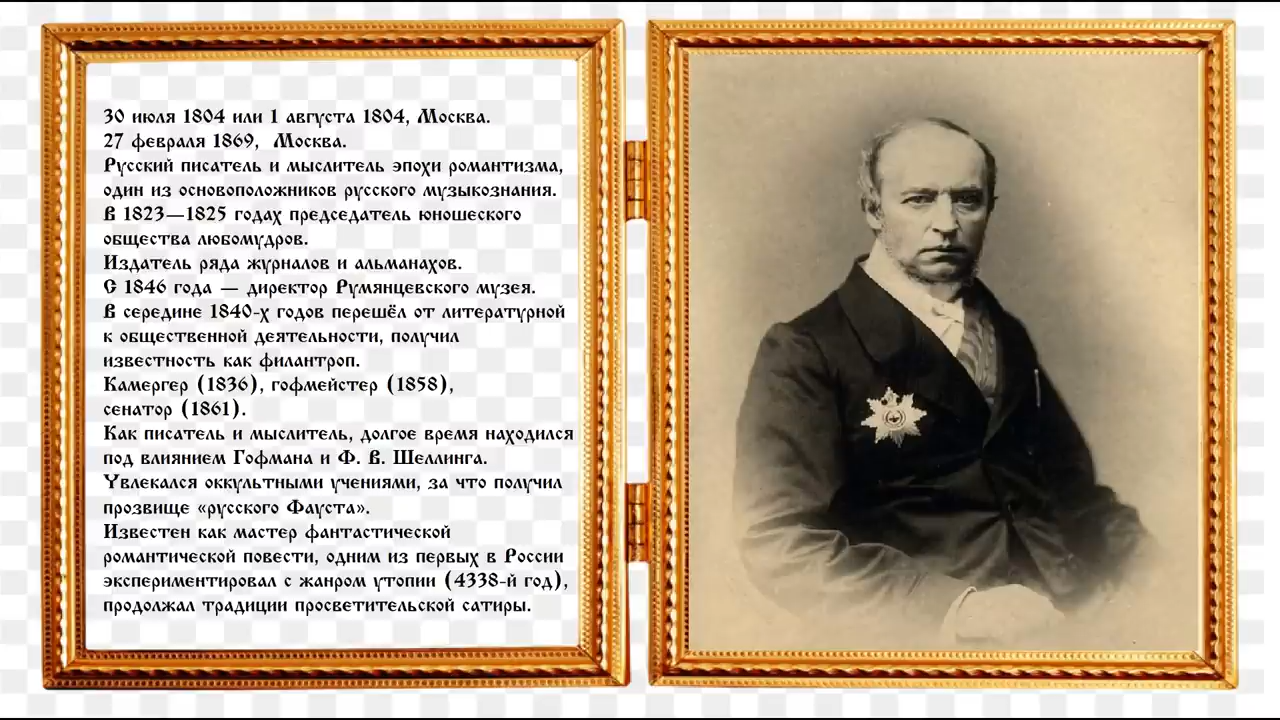 30 июля 1804 или 1 августа 1804, Москва.
27 февраля 1869,  Москва.
Русский писатель и мыслитель эпохи романтизма,
один из основоположников русского музыкознания.
В 1823—1825 годах председатель юношеского
общества любомудров.
Издатель ряда журналов и альманахов.
С 1846 года — директор Румянцевского музея.
В середине 1840-х годов перешёл от литературной
к общественной деятельности, получил
известность как филантроп.
Камергер (1836), гофмейстер (1858),
сенатор (1861).
Как писатель и мыслитель, долгое время находился
под влиянием Гофмана и Ф. В. Шеллинга.
Увлекался оккультными учениями, за что получил
прозвище «русского Фауста».
Известен как мастер фантастической
романтической повести, одним из первых в России
экспериментировал с жанром утопии (4338-й год),
продолжал традиции просветительской сатиры.